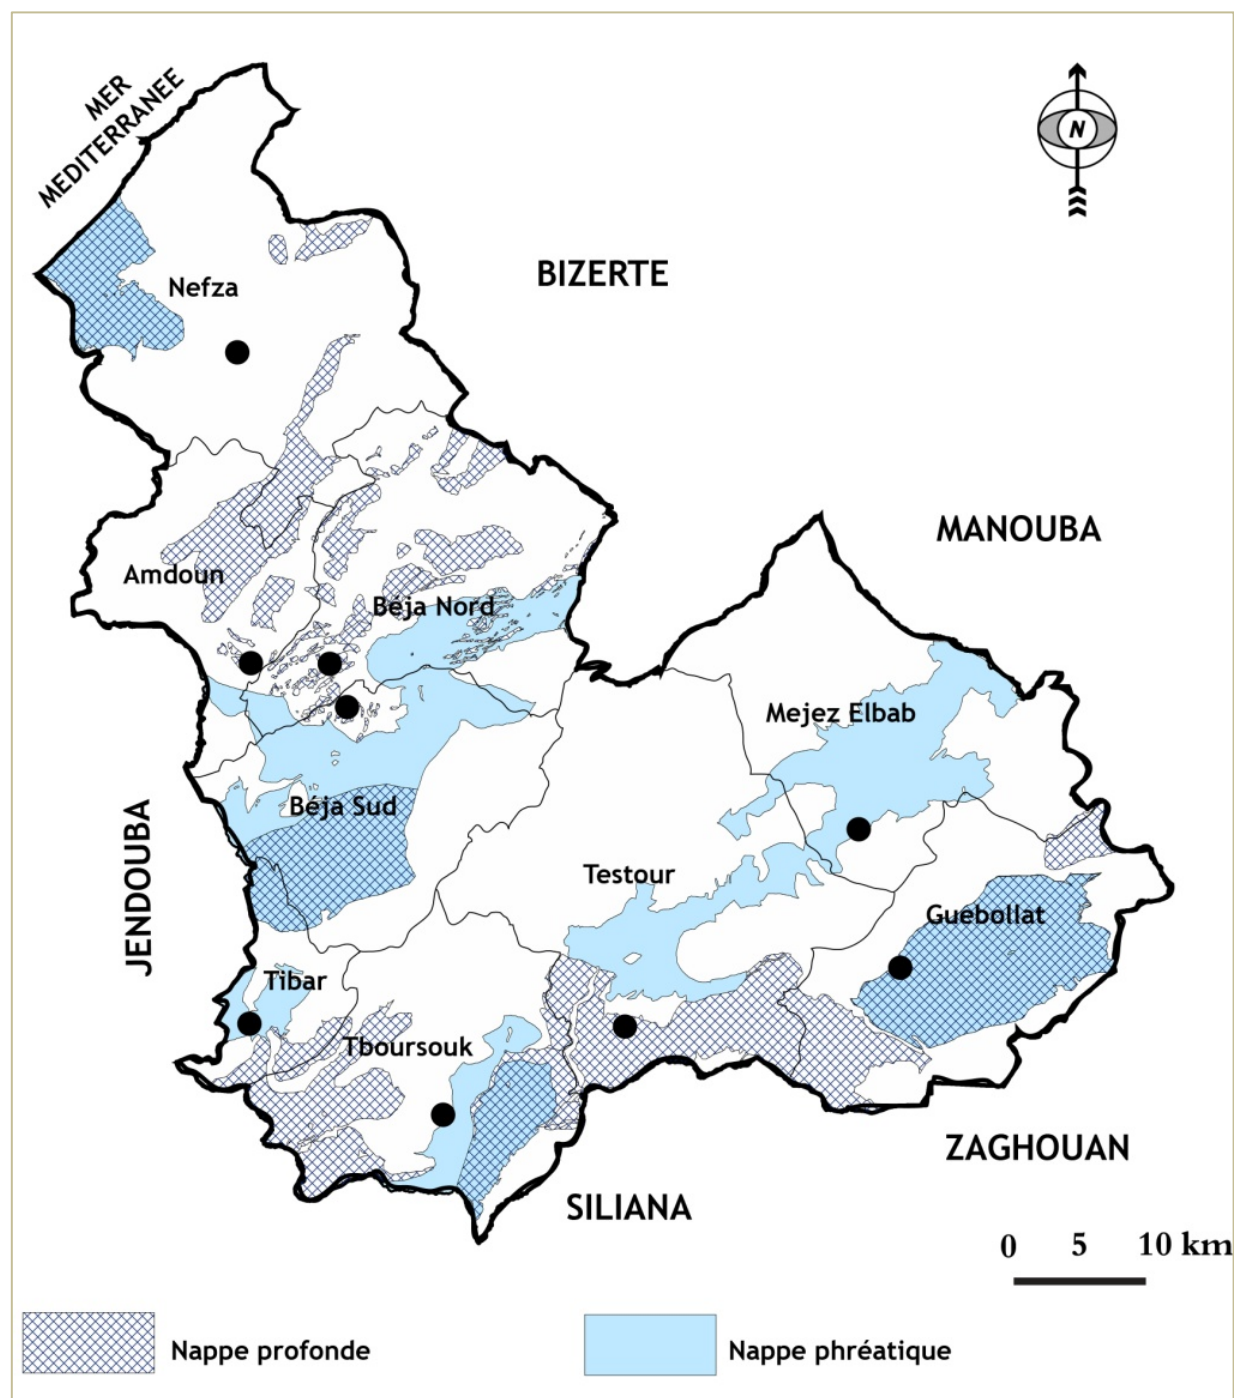 MER
MEDITERRANEE
N
BIZERTE
Nefza
MANOUBA
Amdoun
Béja Nord
Mejez Elbab
Béja Sud
JENDOUBA
Testour
Guebollat
Tibar
Tboursouk
ZAGHOUAN
SILIANA
0 5 10 km
Nappe profonde
Nappe phréatique